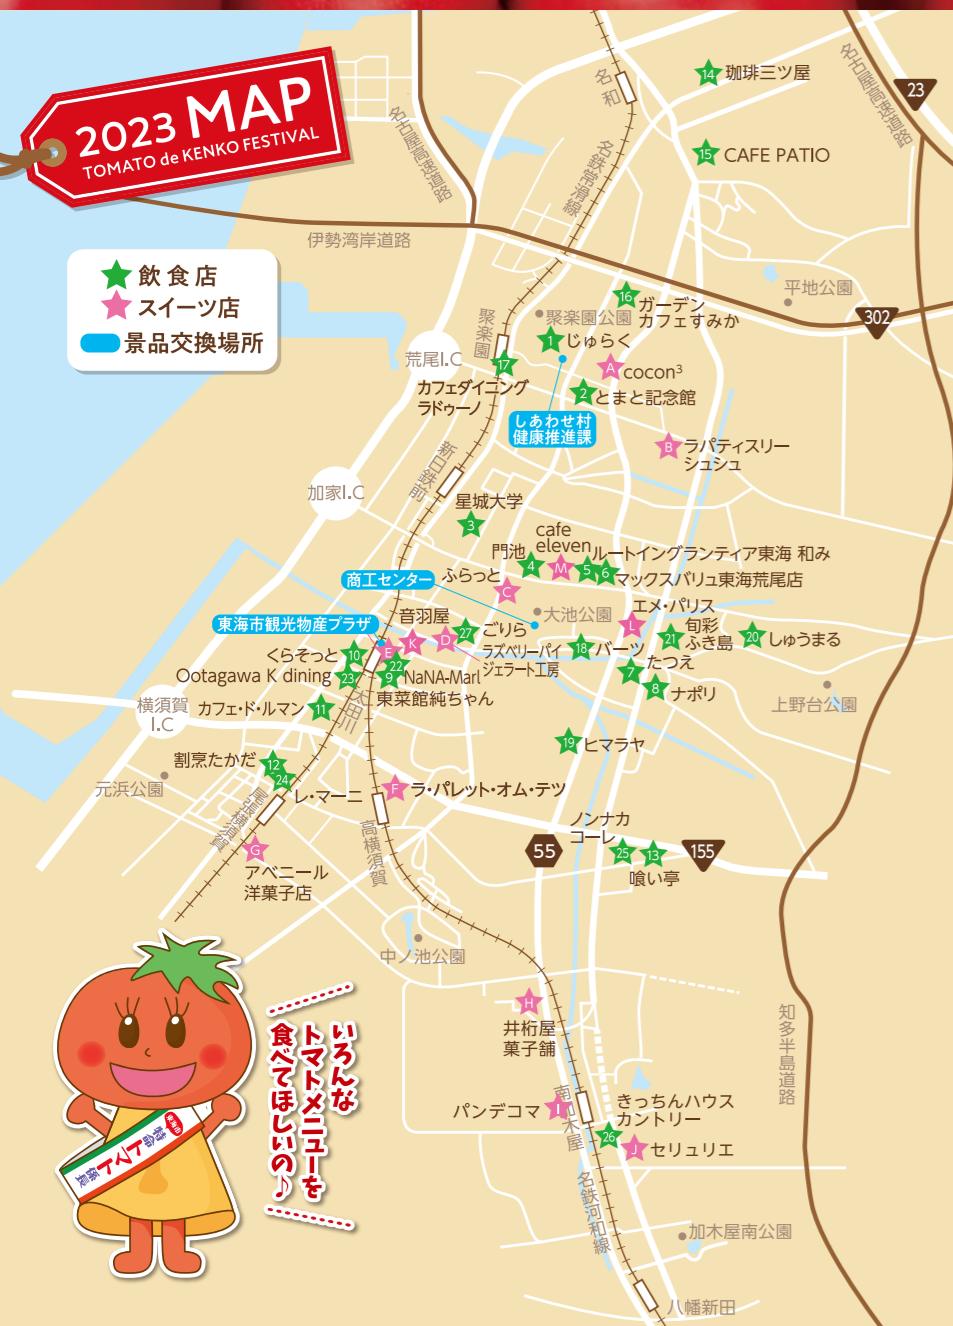 2023 MAP
TOMATO de KENKO FESTIVAL
飲食店
スイーツ店
景品交換場所
名和
14 珈琲三ツ屋
名古屋高速道路
23
名古屋高速道路
名鉄常滑線
15 CAFE PATIO
伊勢湾岸道路
平地公園
302
16 ガーデン
カフェすみか
聚楽園公園
聚楽園
1 じゅらく
荒尾I.C
17
カフェダイニング
ラドゥーノ
A cocon³
2 とまと記念館
しあわせ村
健康推進課
B ラパティスリー
シュシュ
新日鉄前
加家I.C
星城大学
3
cafe
eleven
門池
4
M
5
6
ルートイングランティア東海 和み
マックスバリュ東海荒尾店
商工センター
ふらっと
C
大池公園
エメ・パリス
L
東海市観光物産プラザ
音羽屋
K
E
D
27 ごりら
ラズベリーパイ
ジェラート工房
18 バーツ
21 旬彩
ふき島
20 しゅうまる
くらそっと 10
Ootagawa K dining 23
22
NaNA-Marl
9
東菜館純ちゃん
太田川
7 たつえ
8 ナポリ
上野台公園
横須賀
I.C
カフェ・ド・ルマン 11
19 ヒマラヤ
割烹たかだ 12
24
レ・マーニ
元浜公園
尾張横須賀
F ラ・パレット・オム・テツ
高横須賀
G
アベニール
洋菓子店
ノンナカ
コーレ
55
25
13
155
喰い亭
中ノ池公園
H
井桁屋
菓子舗
知多半島道路
いろんな
トマトメニューを
食べてほしいの♪
東海市
特命
トマト
係長
パンデコマ I
南加木屋
きっちんハウス
カントリー
26
J セリュリエ
名鉄河和線
加木屋南公園
八幡新田